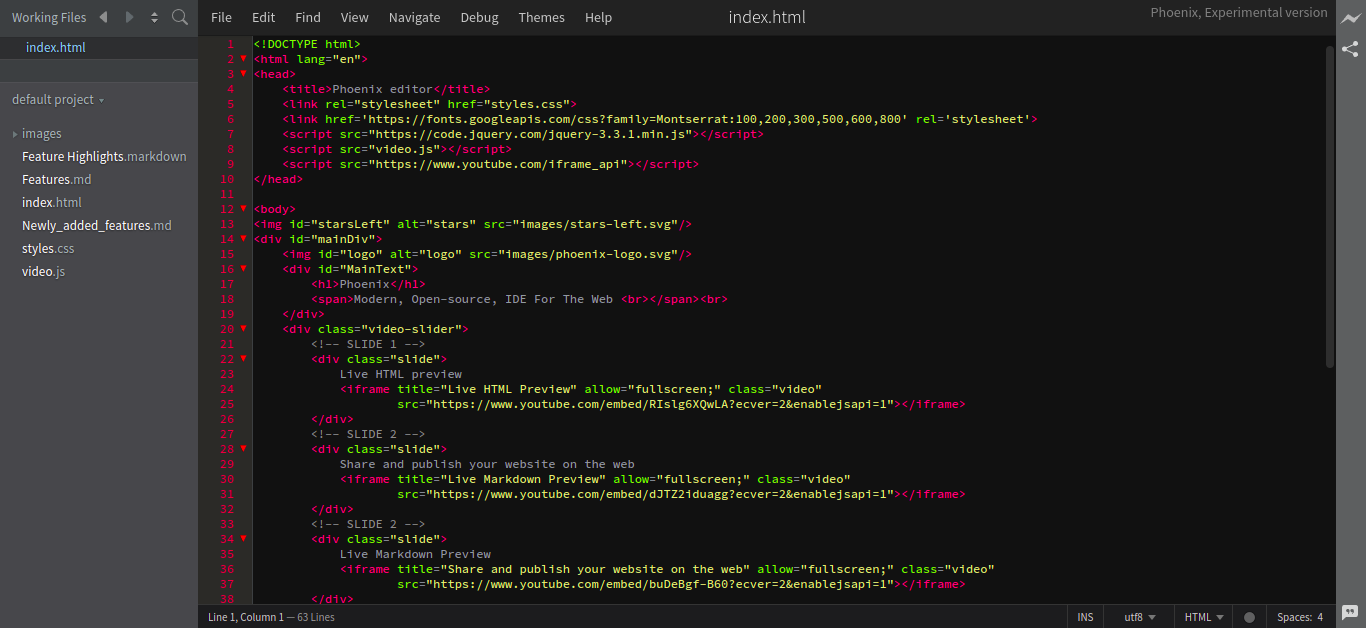 Working Files
File Edit Find View Navigate Debug Themes Help
index.html
Phoenix, Experimental version
index.html
default project
images
Feature Highlights.markdown
Features.md
index.html
Newly_added_features.md
styles.css
video.js
1 <!DOCTYPE html>
2 <html lang="en">
3 <head>
4     <title>Phoenix editor</title>
5     <link rel="stylesheet" href="styles.css">
6     <link href='https://fonts.googleapis.com/css?family=Montserrat:100,200,300,500,600,800' rel='stylesheet'>
7     <script src="https://code.jquery.com/jquery-3.3.1.min.js"></script>
8     <script src="video.js"></script>
9     <script src="https://www.youtube.com/iframe_api"></script>
10 </head>
11
12 <body>
13 <img id="starsLeft" alt="stars" src="images/stars-left.svg"/>
14 <div id="mainDiv">
15     <img id="logo" alt="logo" src="images/phoenix-logo.svg"/>
16     <div id="MainText">
17         <h1>Phoenix</h1>
18         <span>Modern, Open-source, IDE For The Web <br></span><br>
19     </div>
20     <div class="video-slider">
21         <!-- SLIDE 1 -->
22         <div class="slide">
23             Live HTML preview
24             <iframe title="Live HTML Preview" allow="fullscreen;" class="video"
25                     src="https://www.youtube.com/embed/RIslg6XQwLA?ecver=2&enablejsapi=1"></iframe>
26         </div>
27         <!-- SLIDE 2 -->
28         <div class="slide">
29             Share and publish your website on the web
30             <iframe title="Live Markdown Preview" allow="fullscreen;" class="video"
31                     src="https://www.youtube.com/embed/dJTZ2iduagg?ecver=2&enablejsapi=1"></iframe>
32         </div>
33         <!-- SLIDE 2 -->
34         <div class="slide">
35             Live Markdown Preview
36             <iframe title="Share and publish your website on the web" allow="fullscreen;" class="video"
37                     src="https://www.youtube.com/embed/buDeBgf-B60?ecver=2&enablejsapi=1"></iframe>
38         </div>
Line 1, Column 1 — 63 Lines
INS utf8 HTML Spaces: 4